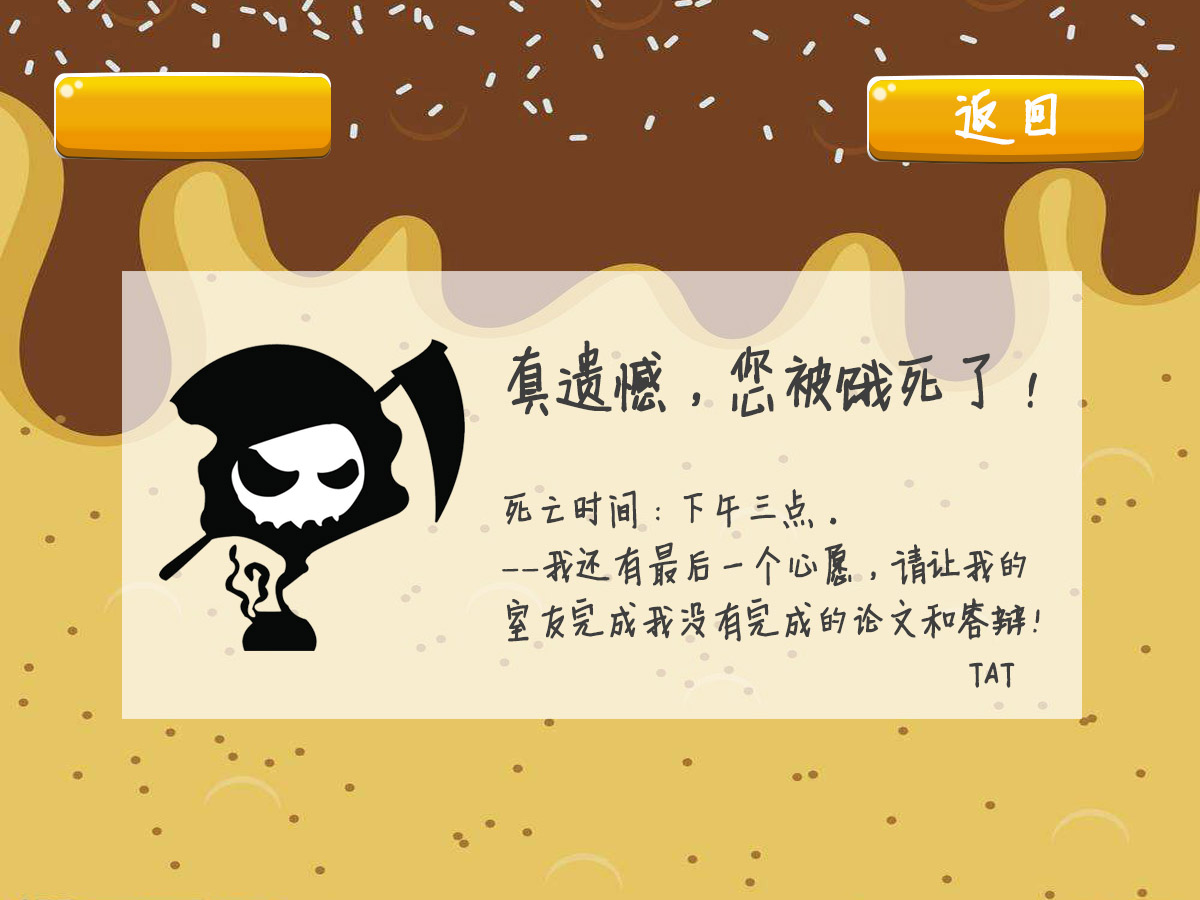 返回
真遗憾，您被饿死了！
死亡时间：下午三点。
--我还有最后一个心愿，请让我的
室友完成我没有完成的论文和答辩！
TAT